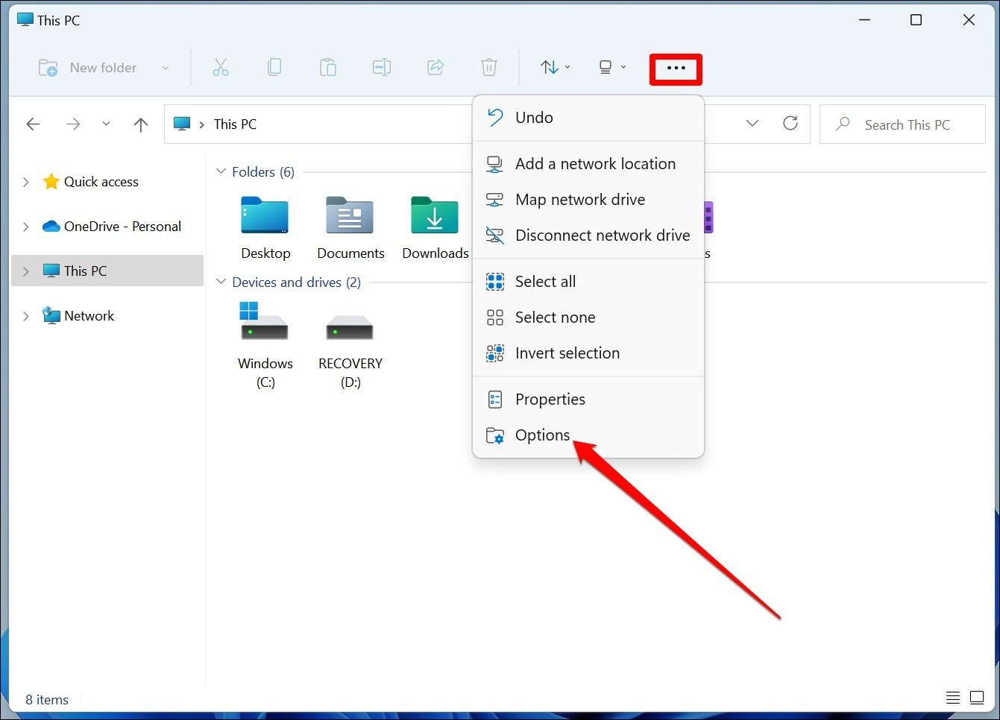 This PC
New folder
This PC
Search This PC
Undo
Add a network location
Map network drive
Disconnect network drive
Select all
Select none
Invert selection
Properties
Options
Quick access
OneDrive - Personal
This PC
Network
Folders (6)
Desktop
Documents
Downloads
s
Devices and drives (2)
Windows
(C:)
RECOVERY
(D:)
8 items